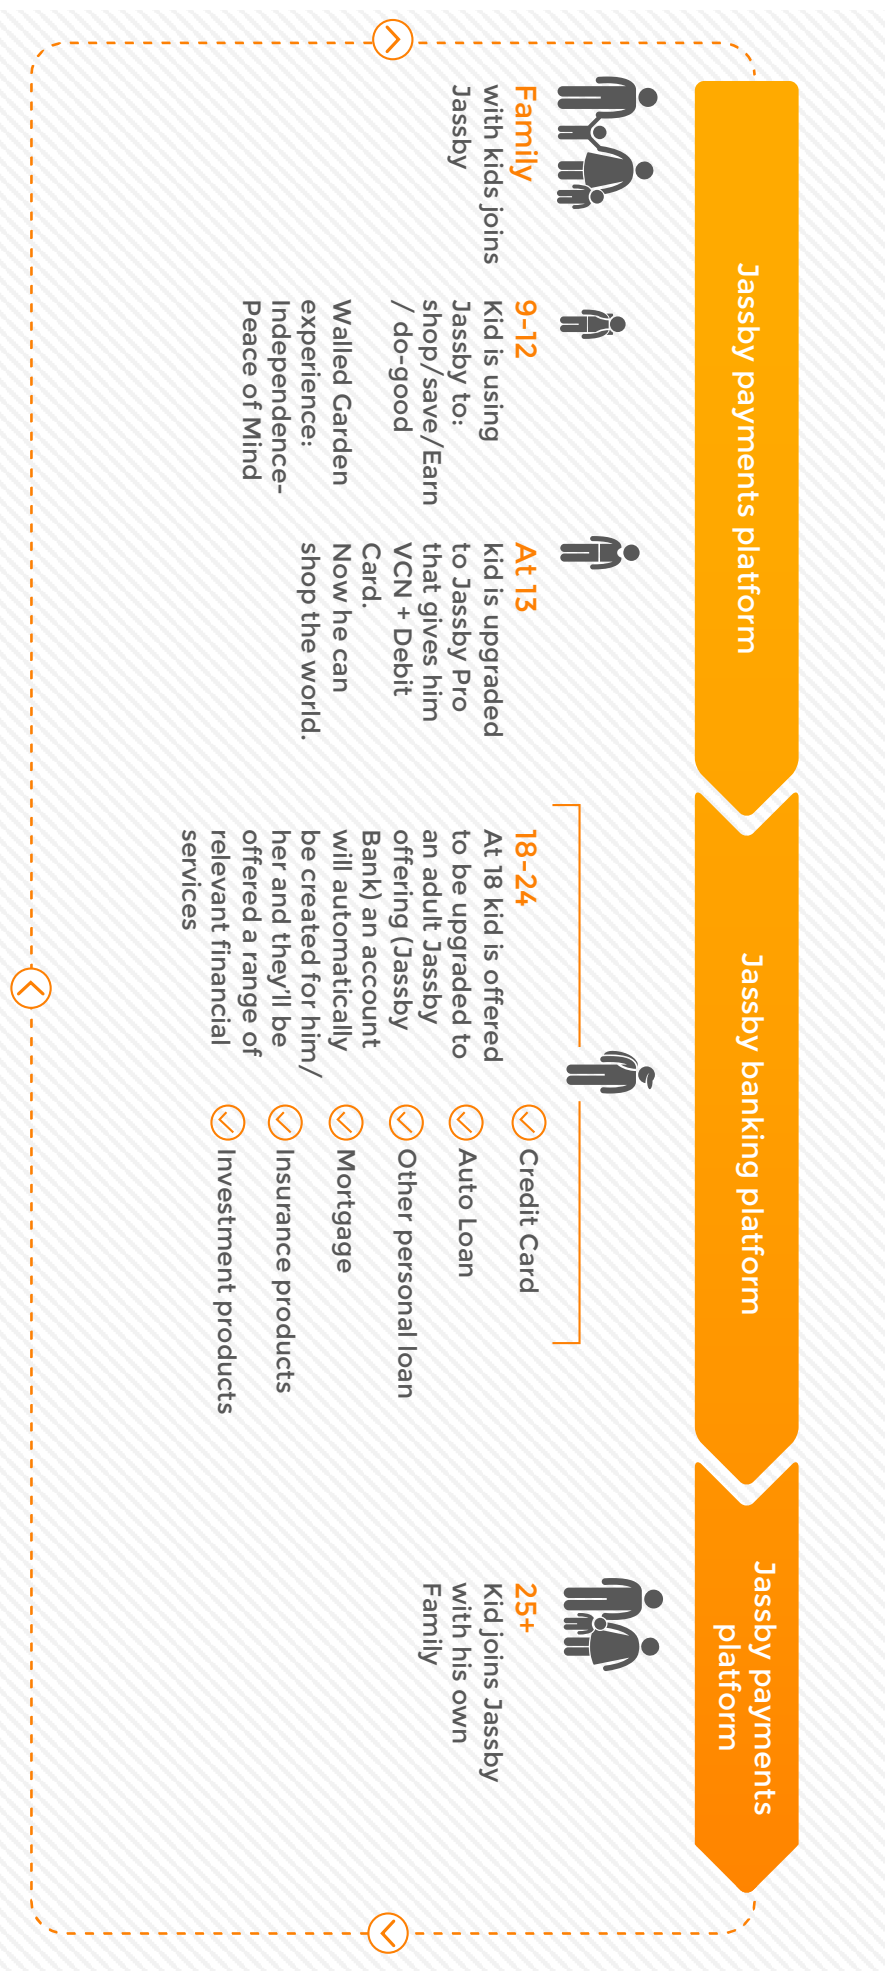 Jassby payments platform
Jassby banking platform
Jassby payments
platform
Family
with kids joins
Jassby
9-12
Kid is using
Jassby to:
shop/save/Earn
/ do-good
Walled Garden
experience:
Independence-
Peace of Mind
At 13
kid is upgraded
to Jassby Pro
that gives him
VCN + Debit
Card.
Now he can
shop the world.
18-24
At 18 kid is offered
to be upgraded to
an adult Jassby
offering (Jassby
Bank) an account
will automatically
be created for him/
her and they'll be
offered a range of
relevant financial
services
Credit Card
Auto Loan
Other personal loan
Mortgage
Insurance products
Investment products
25+
Kid joins Jassby
with his own
Family